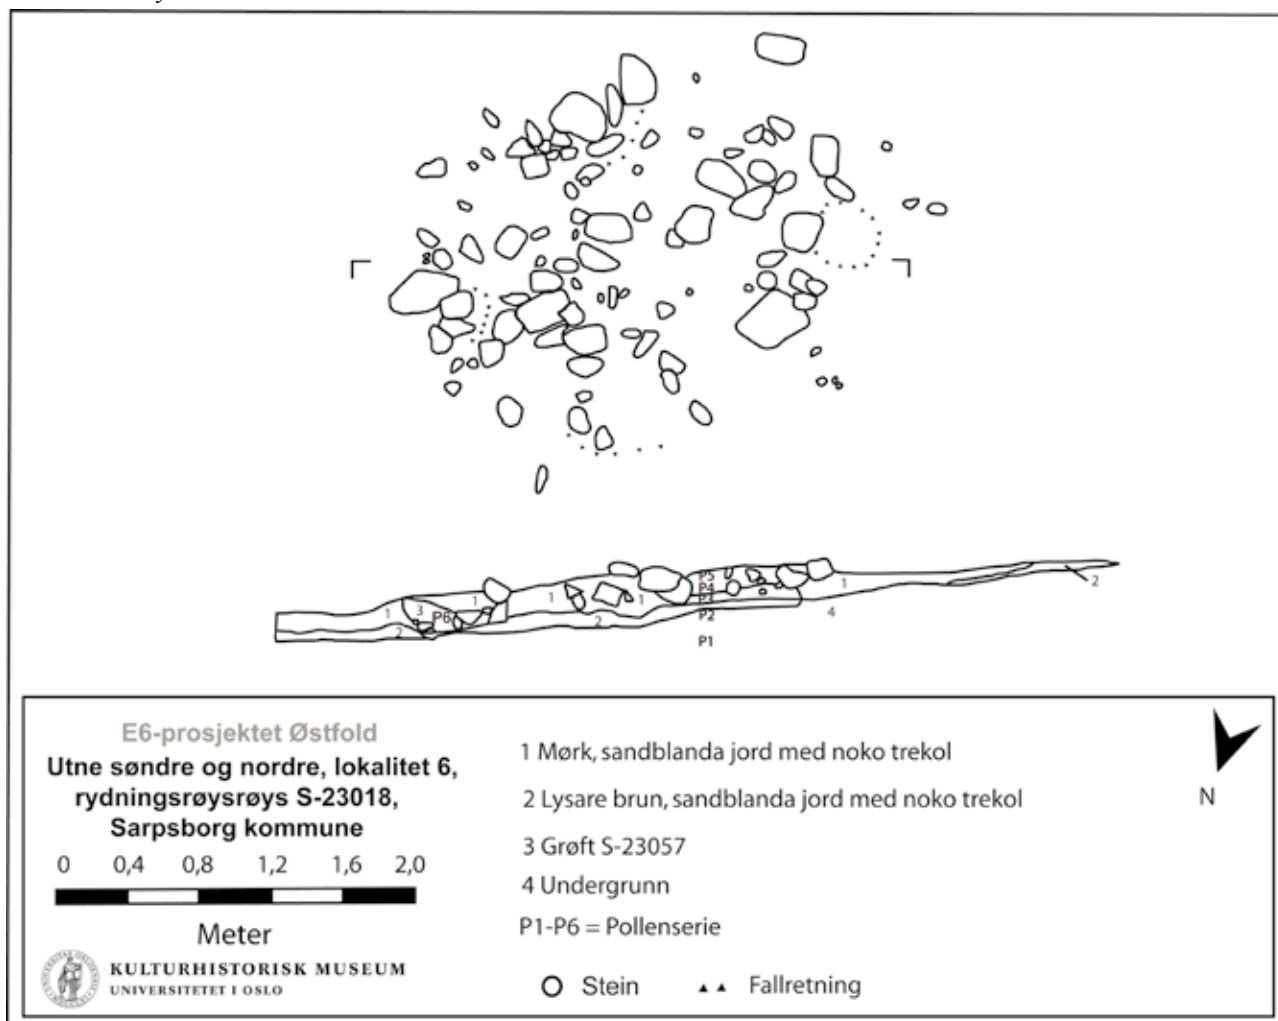 P5
P4
P3
P2
P1
P6
1
3
1
1
1
1
2
2
2
4
E6-prosjektet Østfold
Utne søndre og nordre, lokalitet 6,
rydningsrøysrøys S-23018,
Sarpsborg kommune
0 0,4 0,8 1,2 1,6 2,0
Meter
KULTURHISTORISK MUSEUM
UNIVERSITETET I OSLO
1 Mørk, sandblanda jord med noko trekol
2 Lysare brun, sandblanda jord med noko trekol
3 Grøft S-23057
4 Undergrunn
P1-P6 = Pollenserie
Stein
Fallretning
N